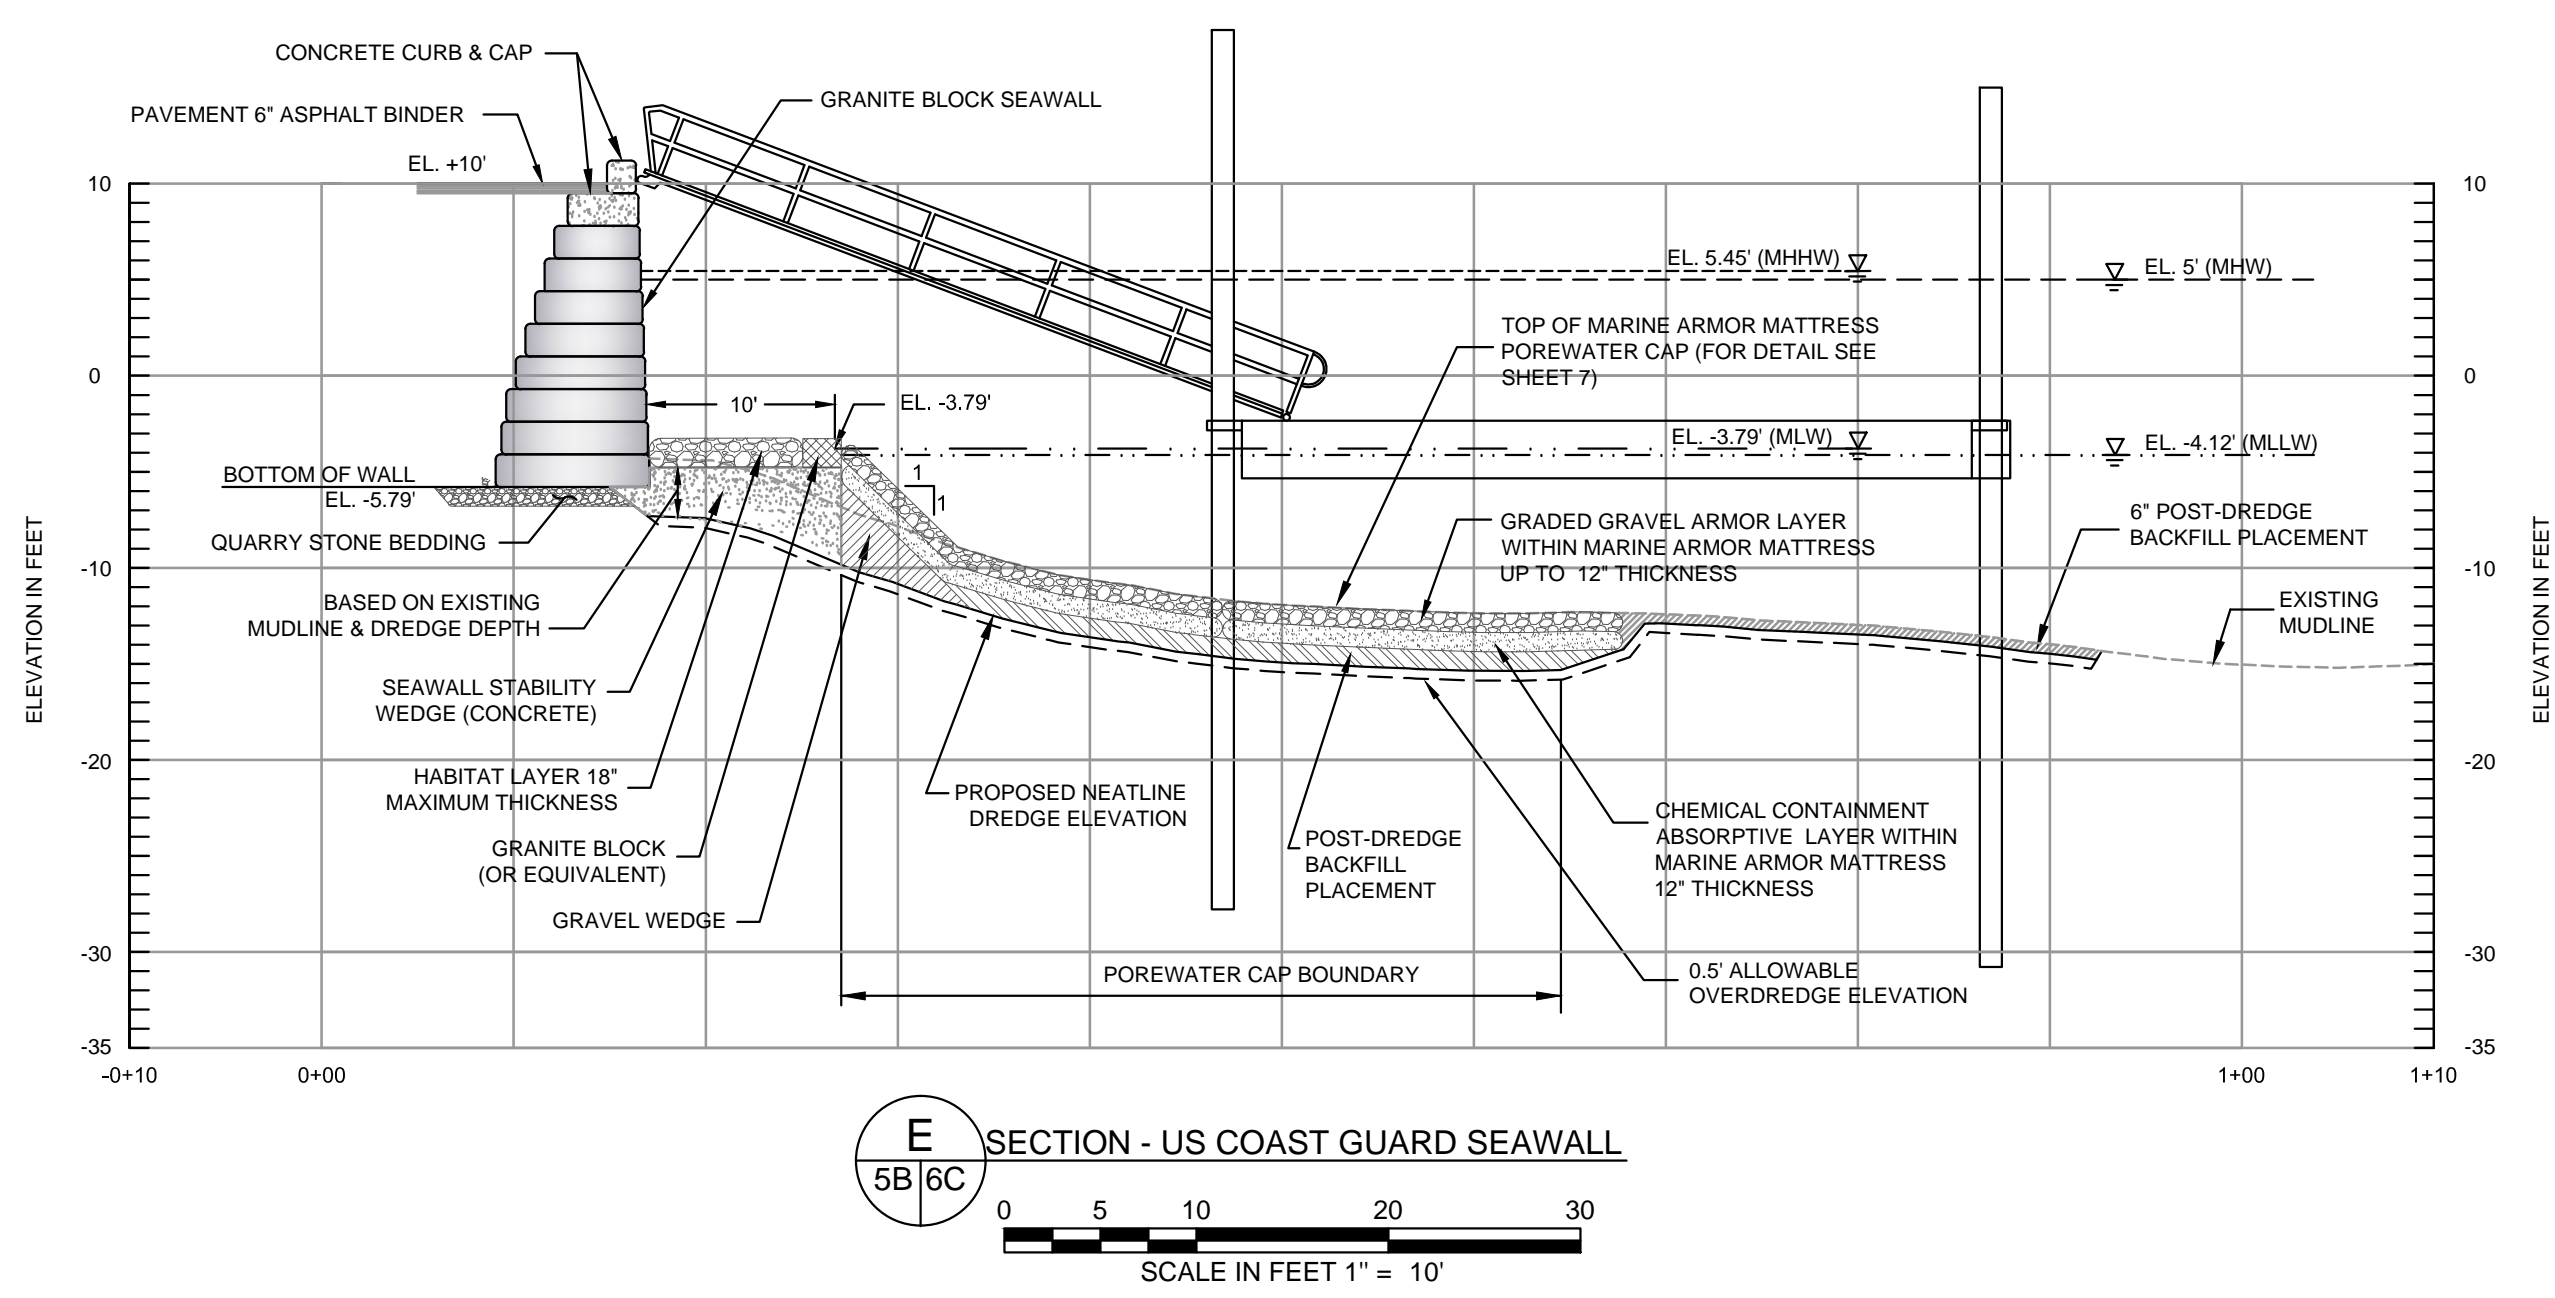 CONCRETE CURB & CAP
PAVEMENT 6" ASPHALT BINDER
GRANITE BLOCK SEAWALL
EL. +10'
10
10
EL. 5.45' (MHHW)
EL. 5' (MHW)
TOP OF MARINE ARMOR MATTRESS
POREWATER CAP (FOR DETAIL SEE
SHEET 7)
0
0
10'
EL. -3.79'
EL. -3.79' (MLW)
EL. -4.12' (MLLW)
BOTTOM OF WALL
EL. -5.79'
1
1
QUARRY STONE BEDDING
GRADED GRAVEL ARMOR LAYER
WITHIN MARINE ARMOR MATTRESS
UP TO  12" THICKNESS
6" POST-DREDGE
BACKFILL PLACEMENT
-10
-10
BASED ON EXISTING
MUDLINE & DREDGE DEPTH
EXISTING
MUDLINE
ELEVATION IN FEET
ELEVATION IN FEET
SEAWALL STABILITY
WEDGE (CONCRETE)
-20
-20
HABITAT LAYER 18"
MAXIMUM THICKNESS
PROPOSED NEATLINE
DREDGE ELEVATION
GRANITE BLOCK
(OR EQUIVALENT)
POST-DREDGE
BACKFILL
PLACEMENT
CHEMICAL CONTAINMENT
ABSORPTIVE  LAYER WITHIN
MARINE ARMOR MATTRESS
12" THICKNESS
GRAVEL WEDGE
-30
-30
POREWATER CAP BOUNDARY
0.5' ALLOWABLE
OVERDREDGE ELEVATION
-35
-35
-0+10
0+00
1+00
1+10
E
5B 6C
SECTION - US COAST GUARD SEAWALL
0 5 10 20 30
SCALE IN FEET 1" =  10'